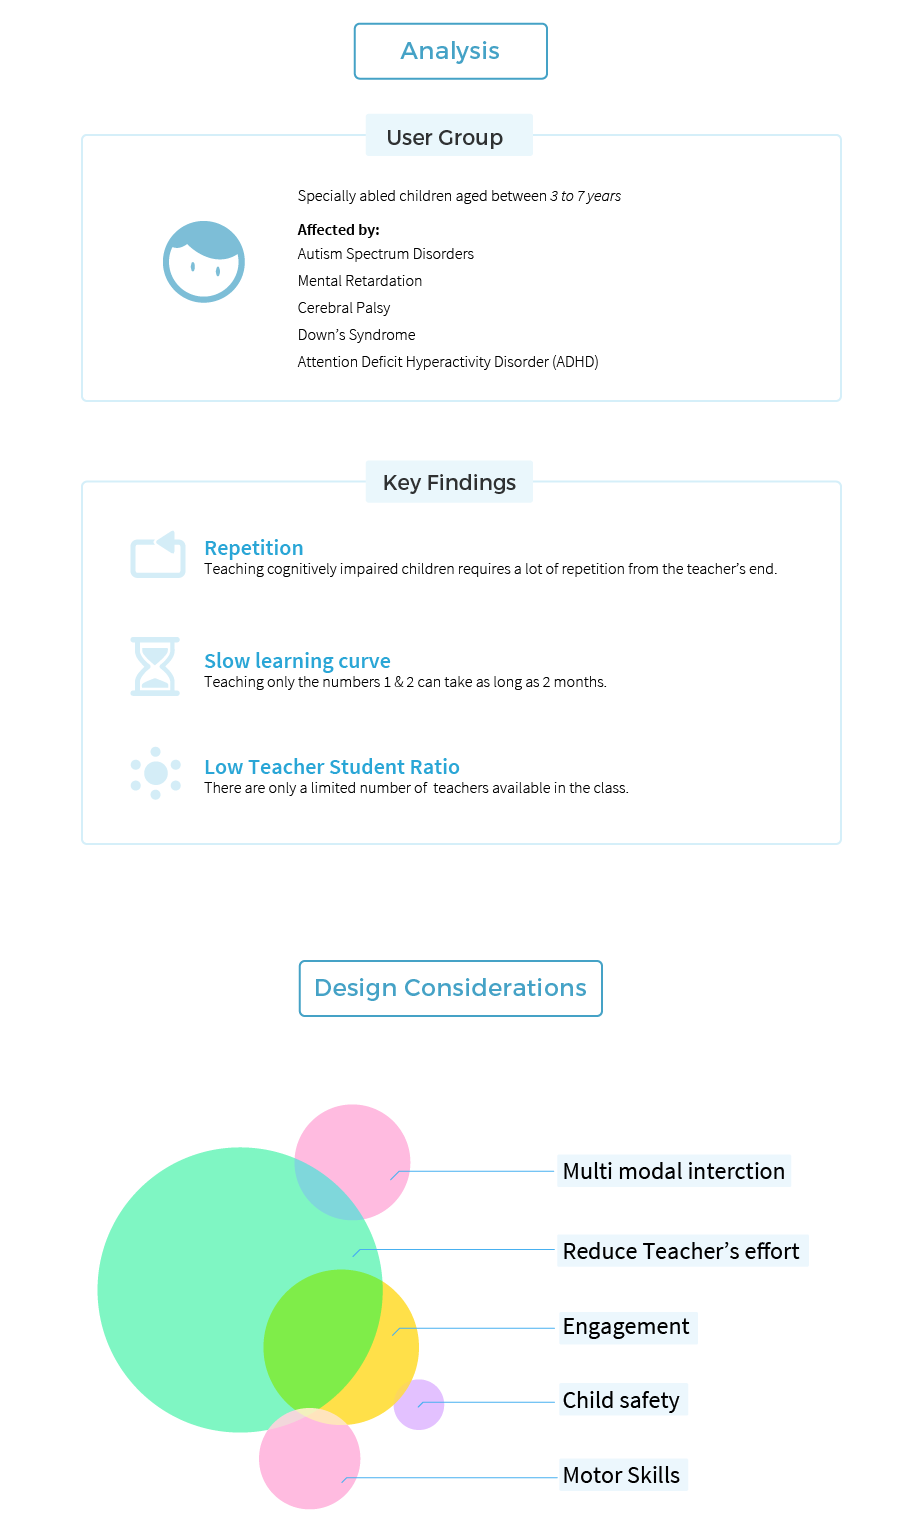 Analysis
User Group
Specially abled children aged between 3 to 7 years
Affected by:
Autism Spectrum Disorders
Mental Retardation
Cerebral Palsy
Down’s Syndrome
Attention Deficit Hyperactivity Disorder (ADHD)
Key Findings
Repetition
Teaching cognitively impaired children requires a lot of repetition from the teacher’s end.
Slow learning curve
Teaching only the numbers 1 & 2 can take as long as 2 months.
Low Teacher Student Ratio
There are only a limited number of  teachers available in the class.
Design Considerations
Multi modal interction
Reduce Teacher’s effort
Engagement
Child safety
Motor Skills